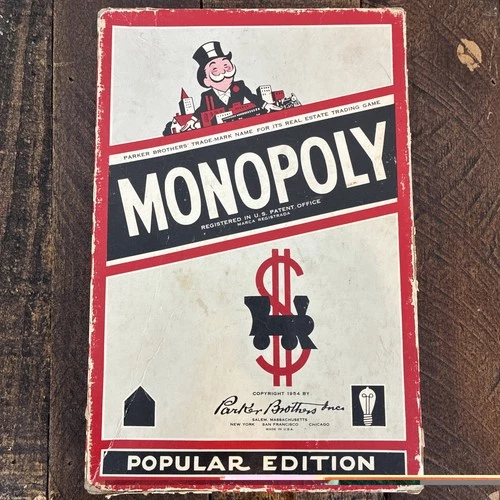 PARKER BROTHERS' TRADE-MARK NAME FOR ITS REAL ESTATE TRADING GAME
MONOPOLY
REGISTERED IN U.S. PATENT OFFICE
MARCA REGISTRADA
$
COPYRIGHT 1954 BY
Parker Brothers Inc.
SALEM, MASSACHUSETTS
NEW YORK SAN FRANCISCO CHICAGO
MADE IN U.S.A.
POPULAR EDITION